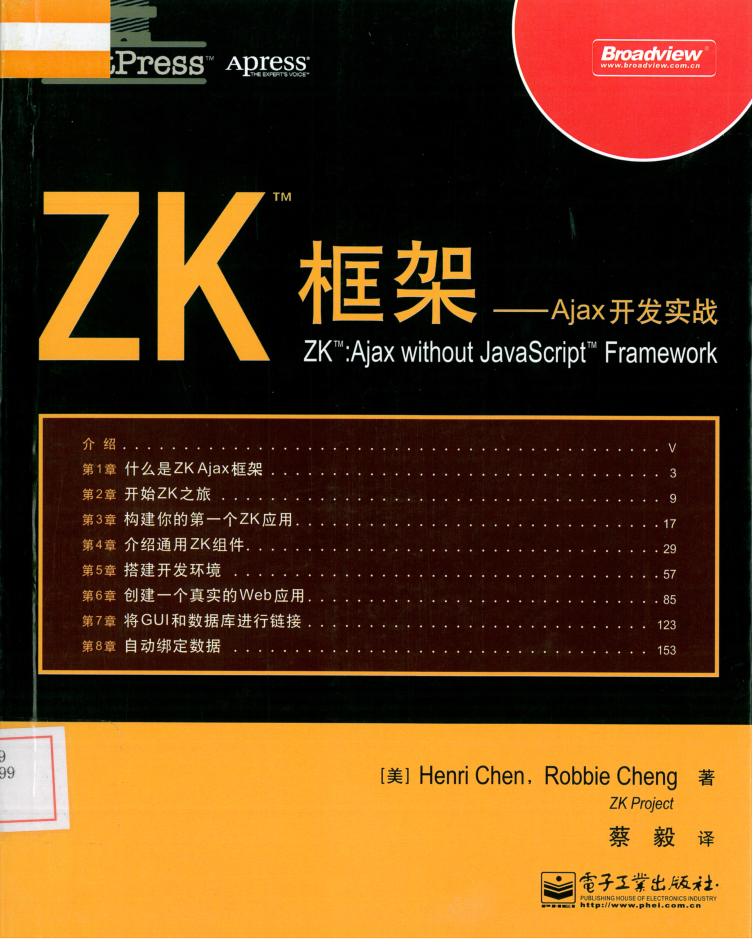 Press™ Apress®
THE EXPERT'S VOICE™
Broadview®
www.broadview.com.cn
ZK™
框架 ——Ajax开发实战
ZK™:Ajax without JavaScript™ Framework
介 绍 V
第1章 什么是ZK Ajax框架 3
第2章 开始ZK之旅 9
第3章 构建你的第一个ZK应用 17
第4章 介绍通用ZK组件 29
第5章 搭建开发环境 57
第6章 创建一个真实的Web应用 85
第7章 将GUI和数据库进行链接 123
第8章 自动绑定数据 153
9
99
[美] Henri Chen, Robbie Cheng 著
ZK Project
蔡 毅 译
電子工業出版社.
PUBLISHING HOUSE OF ELECTRONICS INDUSTRY
http://www.phei.com.cn